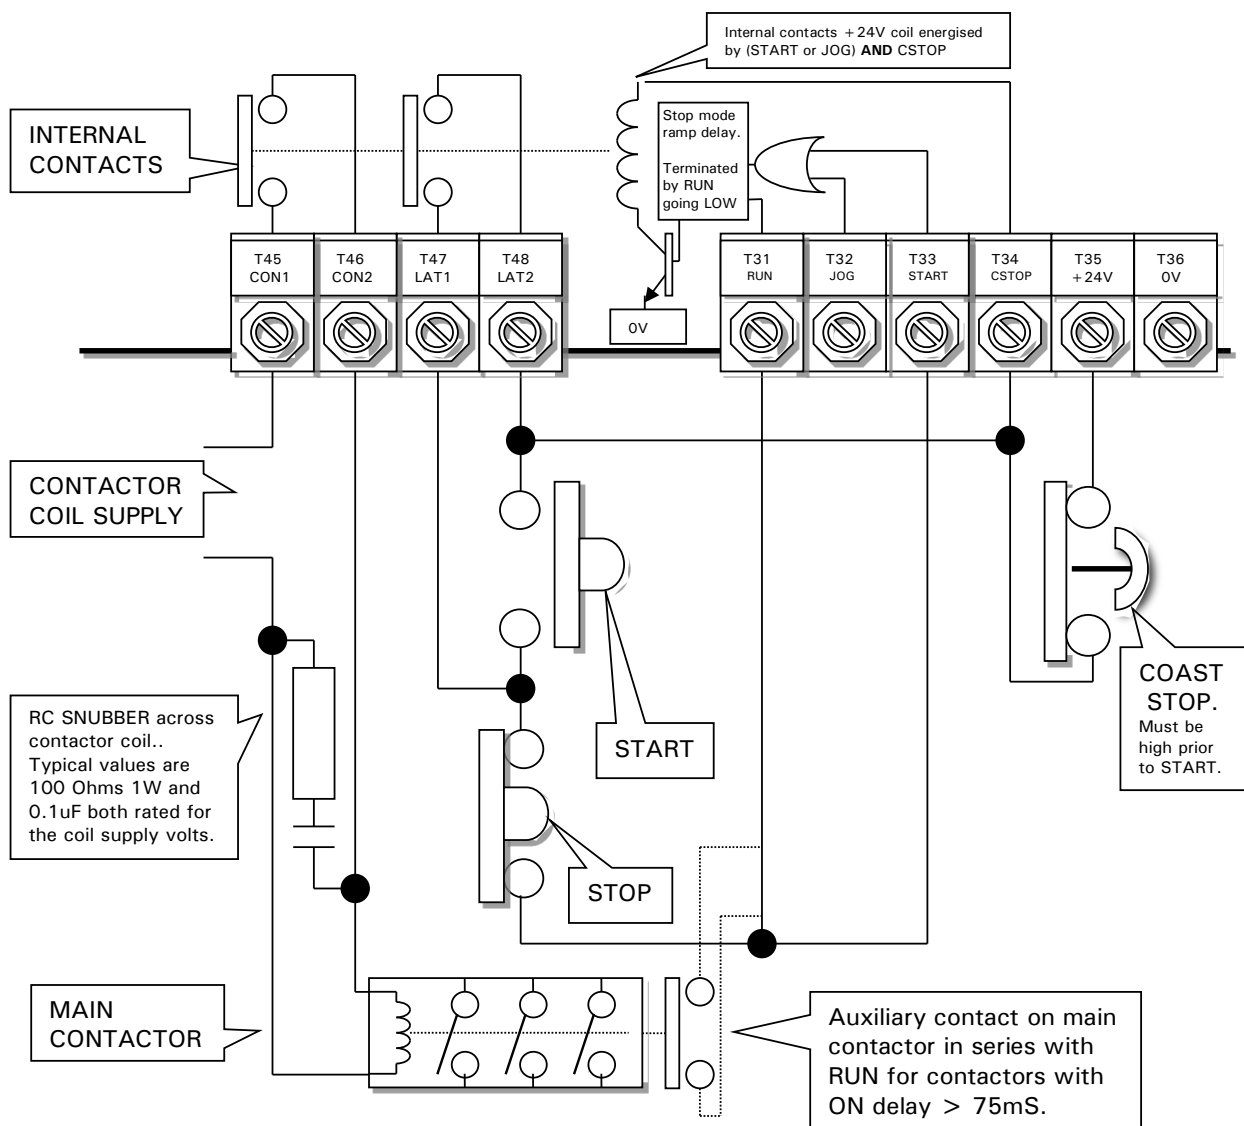 Internal contacts +24V coil energised
by (START or JOG) AND CSTOP
INTERNAL
CONTACTS
Stop mode
ramp delay.
Terminated
by RUN
going LOW
T45
CON1
T46
CON2
T47
LAT1
T48
LAT2
0V
T31
RUN
T32
JOG
T33
START
T34
CSTOP
T35
+24V
T36
0V
CONTACTOR
COIL SUPPLY
RC SNUBBER across
contactor coil..
Typical values are
100 Ohms 1W and
0.1uF both rated for
the coil supply volts.
START
STOP
COAST
STOP.
Must be
high prior
to START.
MAIN
CONTACTOR
Auxiliary contact on main
contactor in series with
RUN for contactors with
ON delay > 75mS.